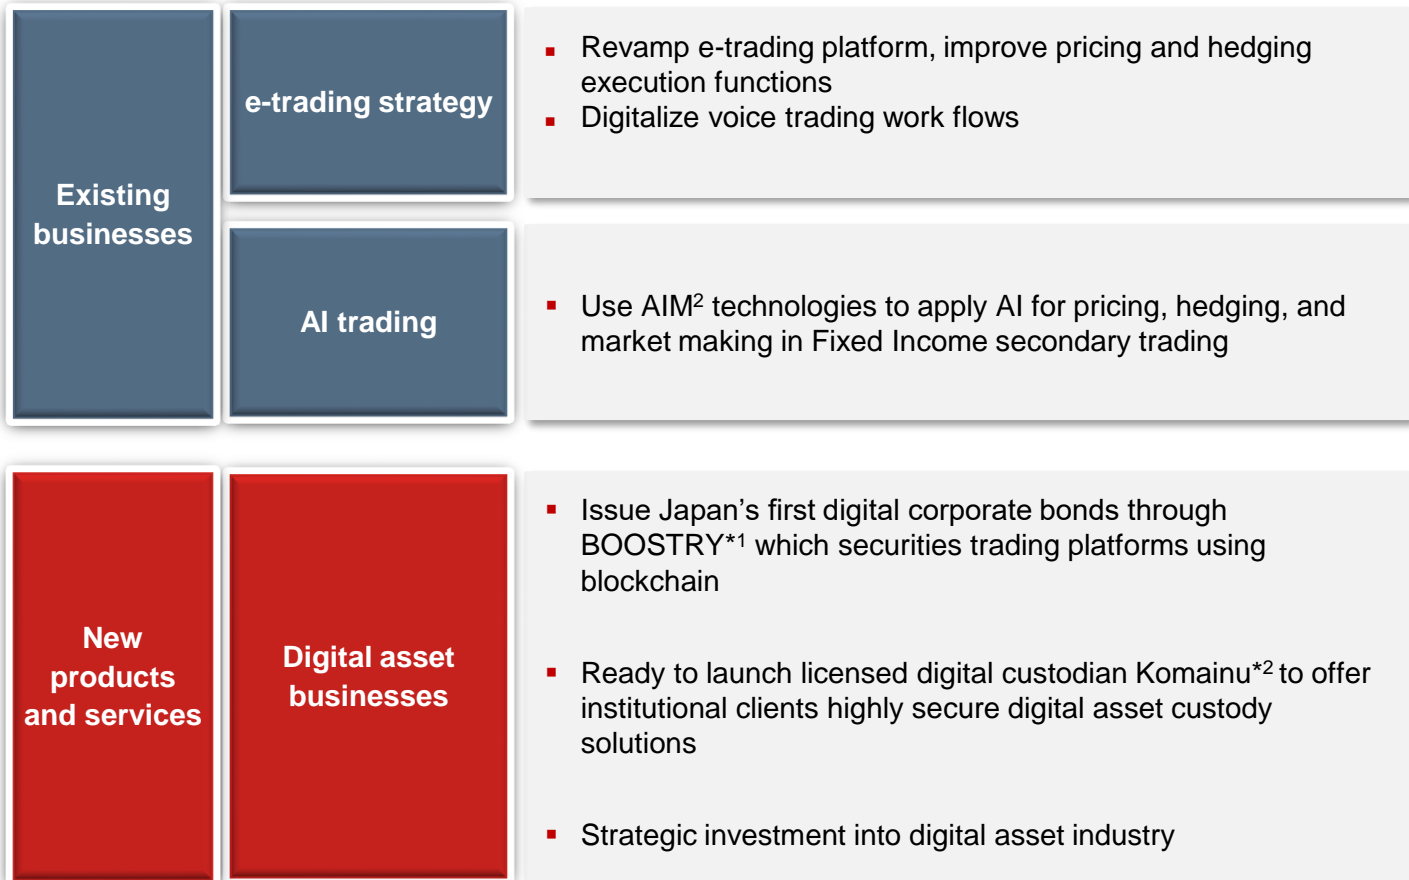 Existing
businesses
e-trading strategy
Revamp e-trading platform, improve pricing and hedging
execution functions
Digitalize voice trading work flows
AI trading
Use AIM² technologies to apply AI for pricing, hedging, and
market making in Fixed Income secondary trading
New
products
and services
Digital asset
businesses
Issue Japan’s first digital corporate bonds through
BOOSTRY*¹ which securities trading platforms using
blockchain
Ready to launch licensed digital custodian Komainu*² to offer
institutional clients highly secure digital asset custody
solutions
Strategic investment into digital asset industry